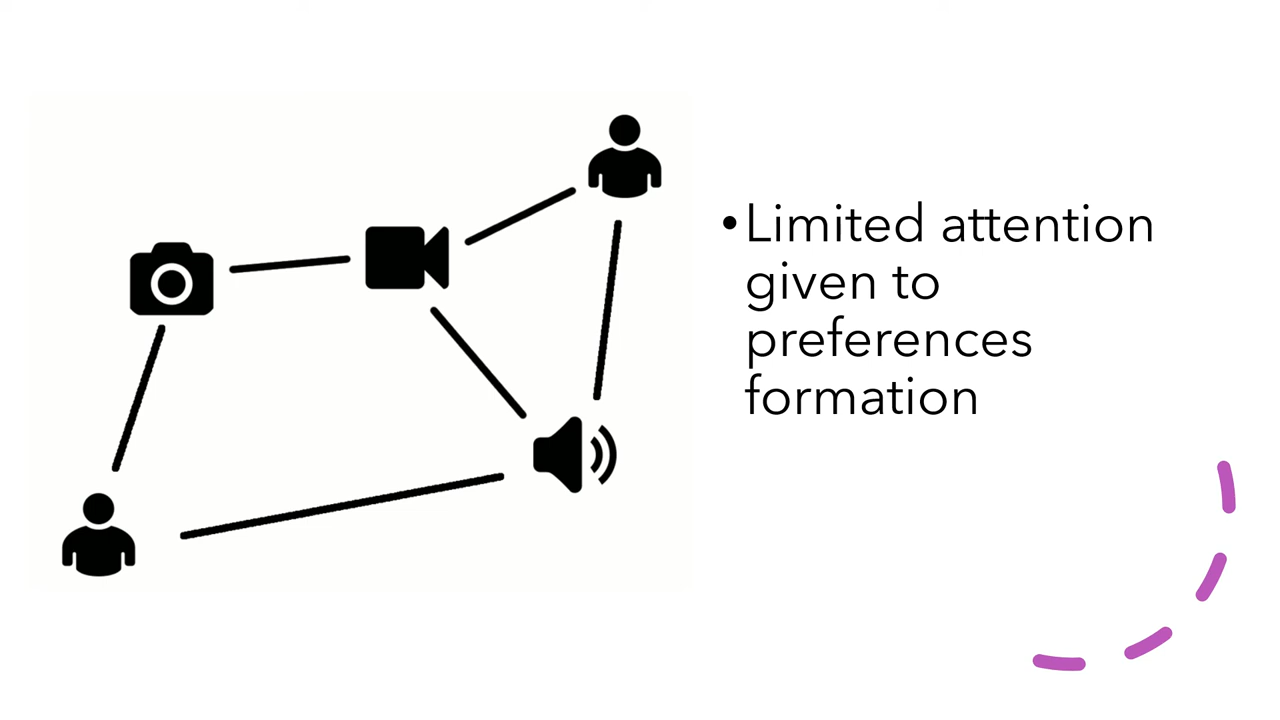 •Limited attention
given to
preferences
formation